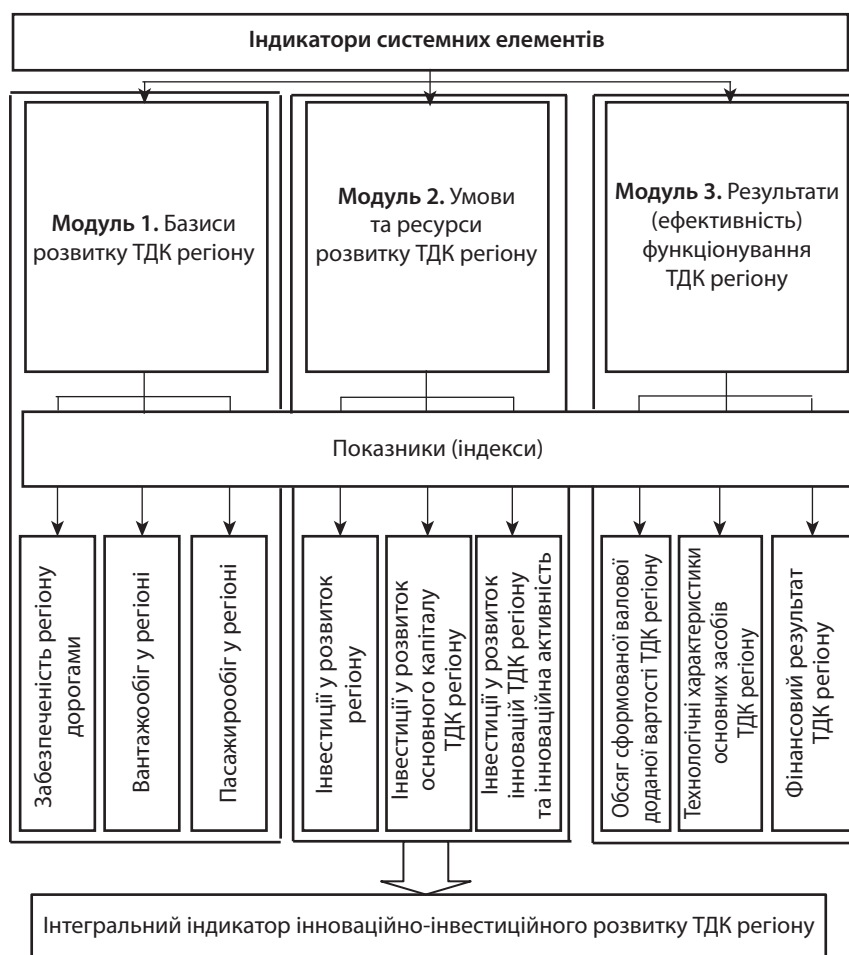 Індикатори системних елементів
Модуль 1. Базиси
розвитку ТДК регіону
Модуль 2. Умови
та ресурси
розвитку ТДК регіону
Модуль 3. Результати
(ефективність)
функціонування
ТДК регіону
Показники (індекси)
Забезпеченість регіону
дорогами
Вантажообіг у регіоні
Пасажирообіг у регіоні
Інвестиції у розвиток
регіону
Інвестиції у розвиток
основного капіталу
ТДК регіону
Інвестиції у розвиток
інновацій ТДК регіону
та інноваційна активність
Обсяг сформованої валової
доданої вартості ТДК регіону
Технологічні характеристики
основних засобів
ТДК регіону
Фінансовий результат
ТДК регіону
Інтегральний індикатор інноваційно-інвестиційного розвитку ТДК регіону